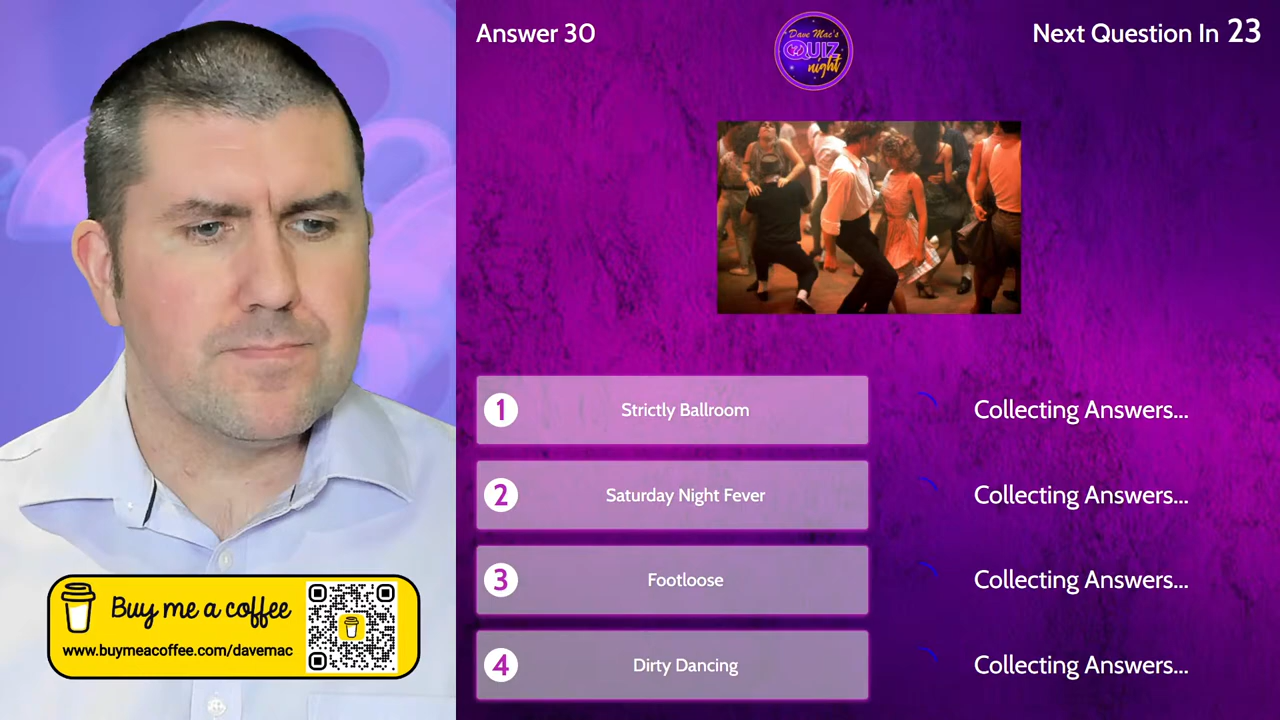 Answer 30
Dave Mac's
QUIZ
night
Next Question In 23
1 Strictly Ballroom
Collecting Answers...
2 Saturday Night Fever
Collecting Answers...
3 Footloose
Collecting Answers...
4 Dirty Dancing
Collecting Answers...
Buy me a coffee
www.buymeacoffee.com/davemac